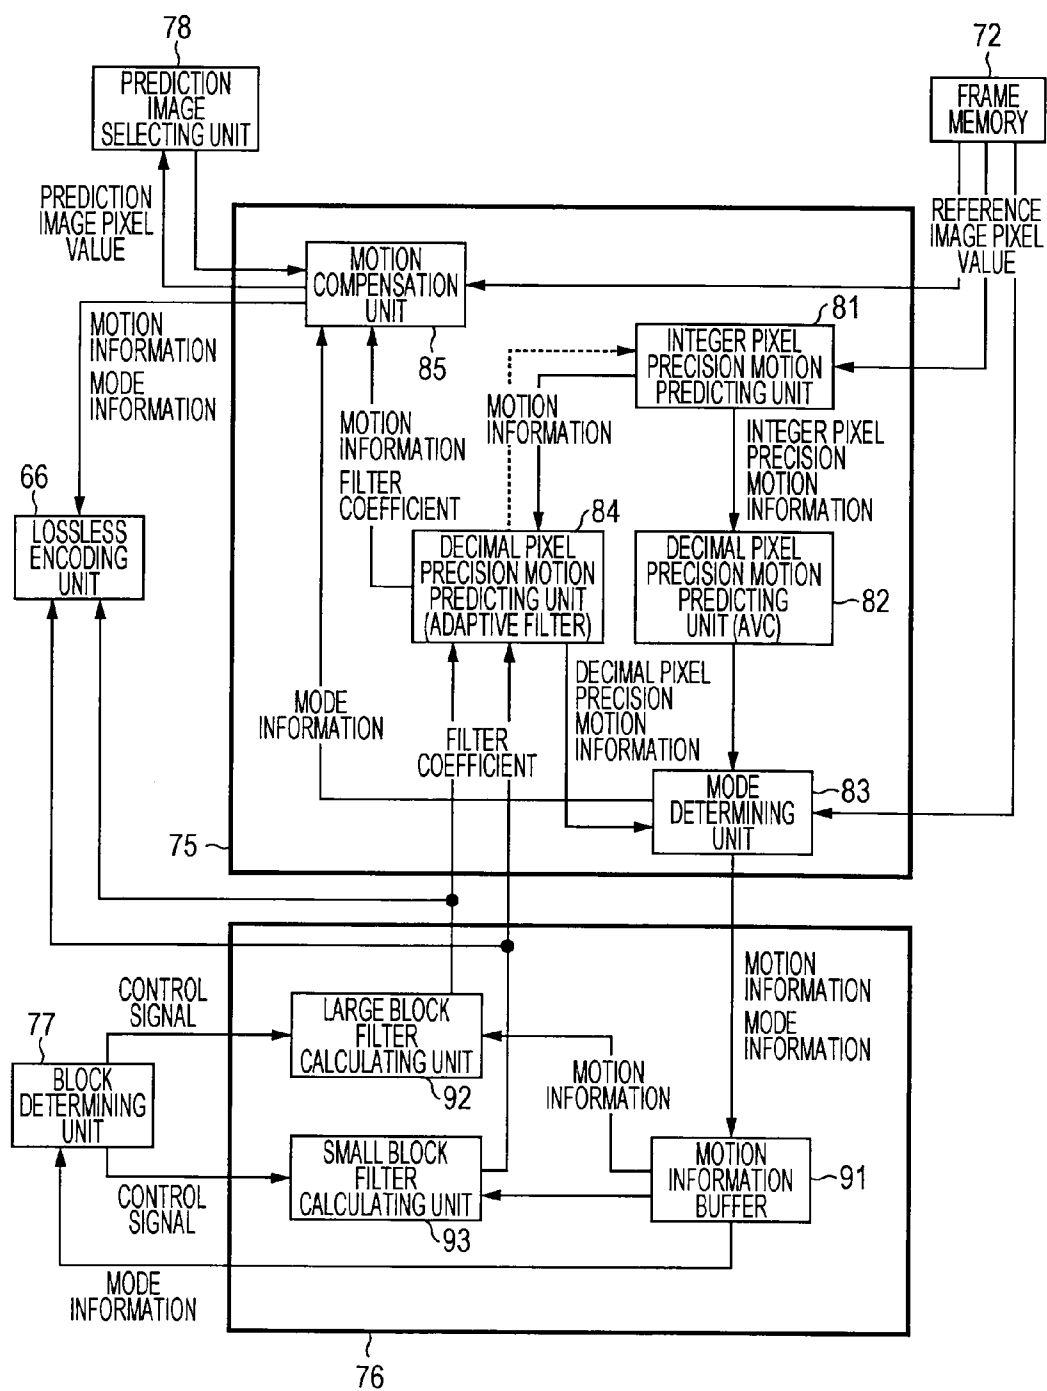 78
PREDICTION
IMAGE
SELECTING UNIT
72
FRAME
MEMORY
PREDICTION
IMAGE PIXEL
VALUE
REFERENCE
IMAGE PIXEL
VALUE
MOTION
COMPENSATION
UNIT
85
81
INTEGER PIXEL
PRECISION MOTION
PREDICTING UNIT
MOTION
INFORMATION
MODE
INFORMATION
MOTION
INFORMATION
FILTER
COEFFICIENT
MOTION
INFORMATION
INTEGER PIXEL
PRECISION
MOTION
INFORMATION
66
LOSSLESS
ENCODING
UNIT
84
DECIMAL PIXEL
PRECISION MOTION
PREDICTING UNIT
(ADAPTIVE FILTER)
DECIMAL PIXEL
PRECISION MOTION
PREDICTING
UNIT (AVC)
82
MODE
INFORMATION
FILTER
COEFFICIENT
DECIMAL PIXEL
PRECISION
MOTION
INFORMATION
MODE
DETERMINING
UNIT
83
75
CONTROL
SIGNAL
LARGE BLOCK
FILTER
CALCULATING UNIT
92
MOTION
INFORMATION
MOTION
INFORMATION
MODE
INFORMATION
77
BLOCK
DETERMINING
UNIT
SMALL BLOCK
FILTER
CALCULATING UNIT
93
MOTION
INFORMATION
BUFFER
91
CONTROL
SIGNAL
MODE
INFORMATION
76